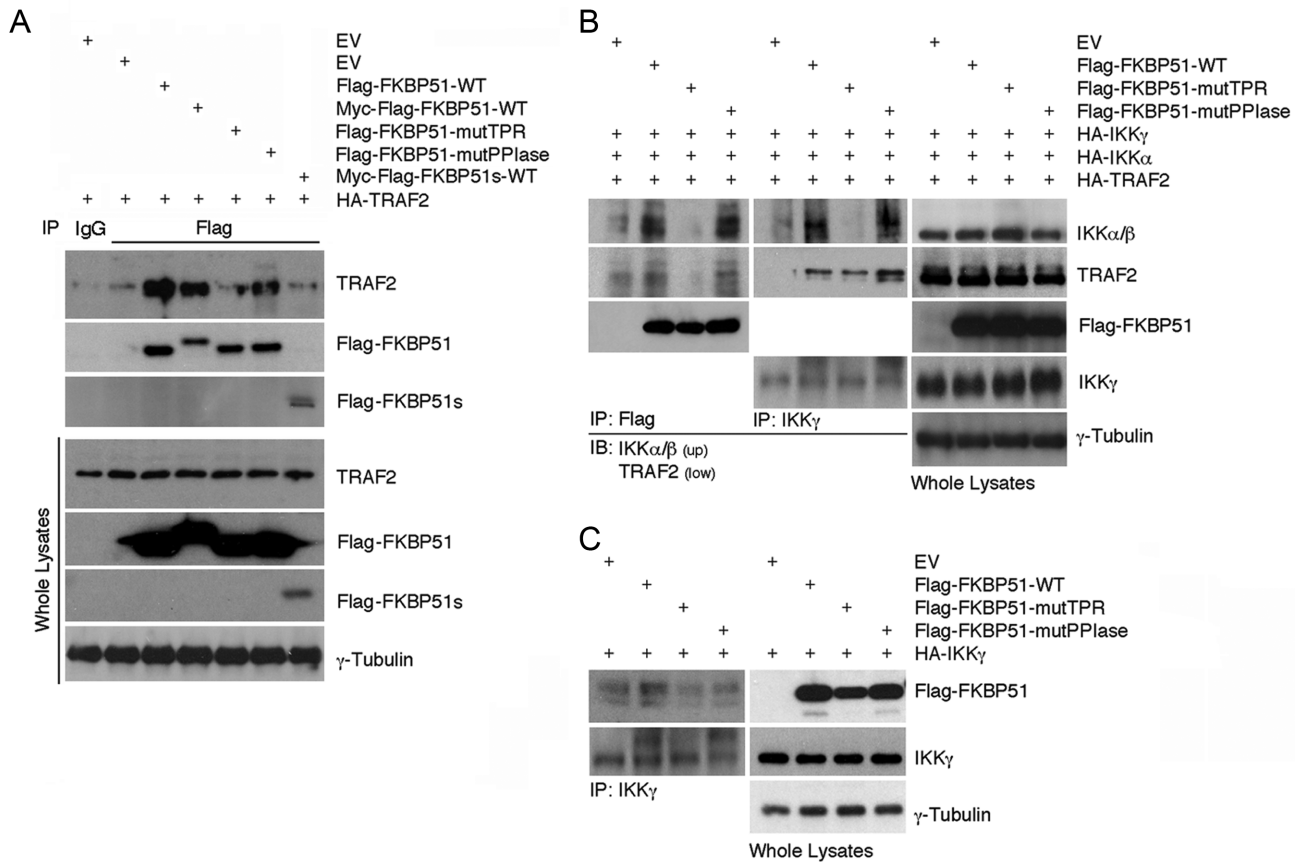 A
+ EV
+ EV
+ Flag-FKBP51-WT
+ Myc-Flag-FKBP51-WT
+ Flag-FKBP51-mutTPR
+ Flag-FKBP51-mutPPIase
+ Myc-Flag-FKBP51s-WT
+ + + + + + + HA-TRAF2
IP IgG Flag
TRAF2
Flag-FKBP51
Flag-FKBP51s
Whole Lysates
TRAF2
Flag-FKBP51
Flag-FKBP51s
γ-Tubulin
B
+ + + EV
+ + + Flag-FKBP51-WT
+ + + Flag-FKBP51-mutTPR
+ + + Flag-FKBP51-mutPPIase
+ + + + + + + + + + + + HA-IKKγ
+ + + + + + + + + + + + HA-IKKα
+ + + + + + + + + + + + HA-TRAF2
IKKα/β
TRAF2
Flag-FKBP51
IKKγ
γ-Tubulin
IP: Flag IP: IKKγ
IB: IKKα/β (up)
TRAF2 (low)
Whole Lysates
C
+ + EV
+ + Flag-FKBP51-WT
+ + Flag-FKBP51-mutTPR
+ + Flag-FKBP51-mutPPIase
+ + + + + + + + HA-IKKγ
Flag-FKBP51
IKKγ
IP: IKKγ
γ-Tubulin
Whole Lysates